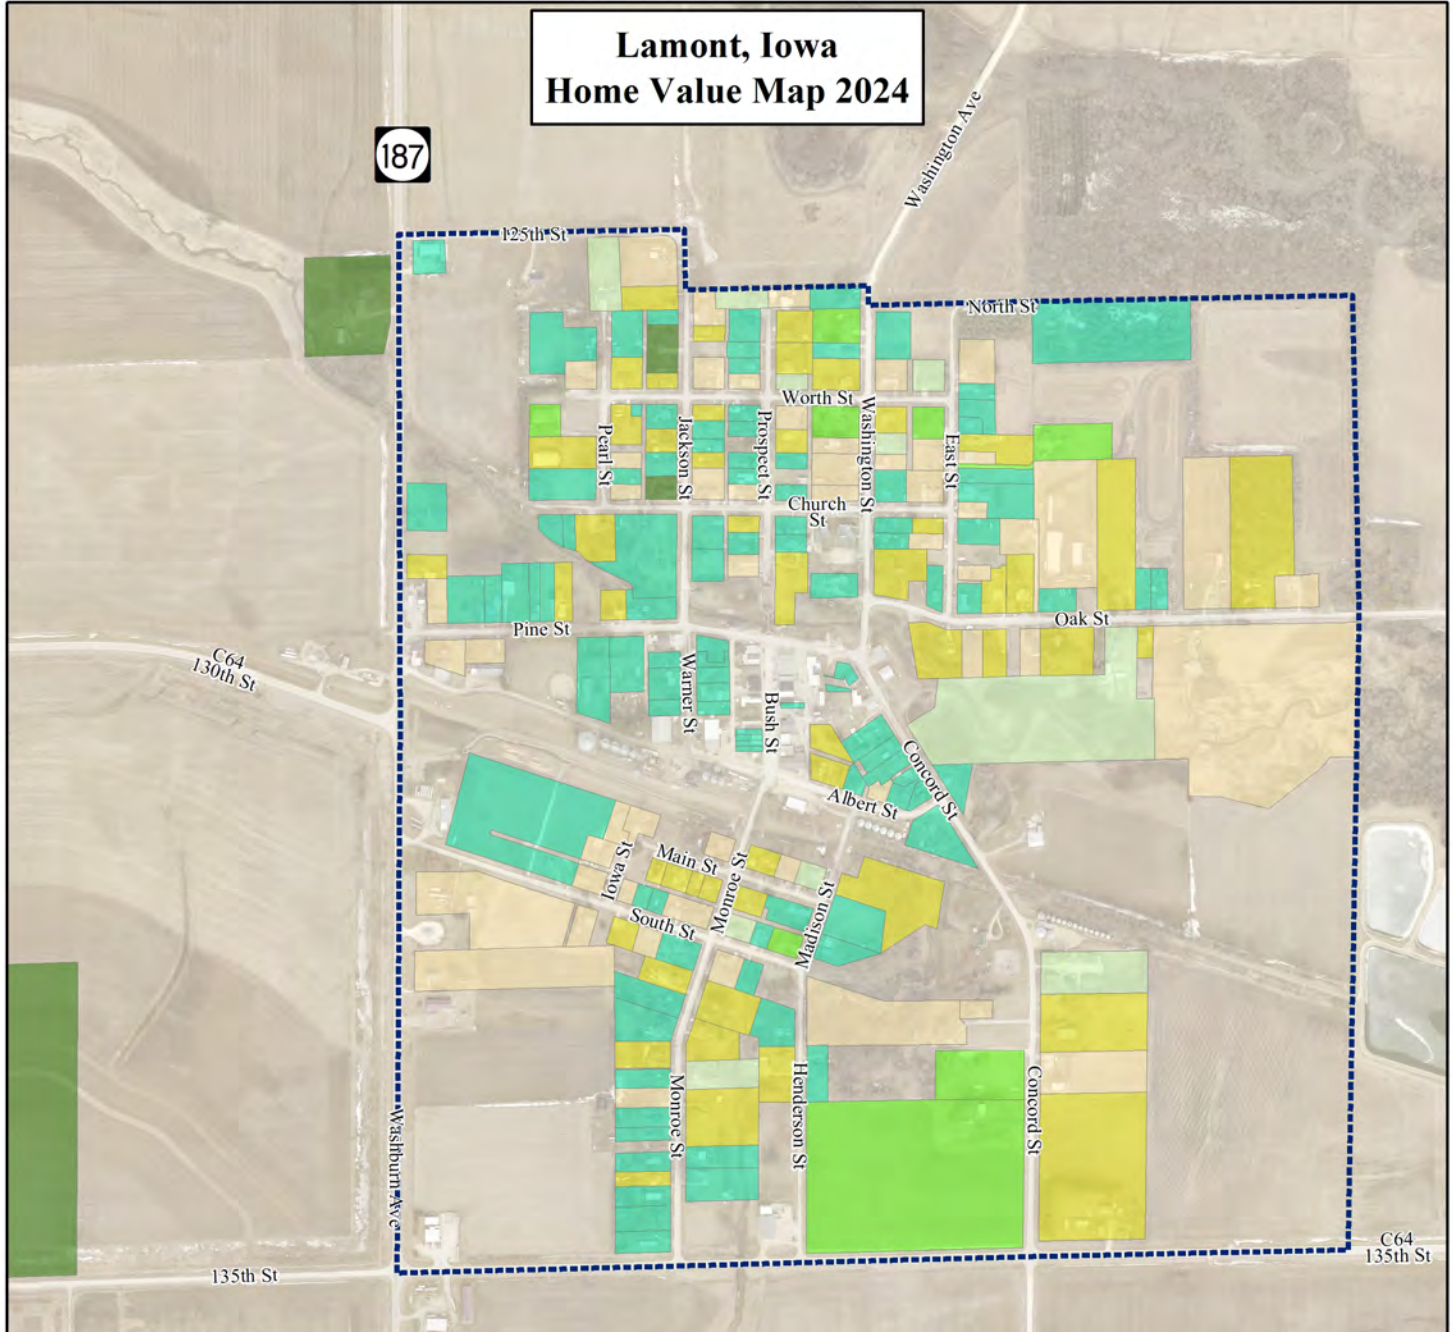 Lamont, Iowa
Home Value Map 2024
Washington Ave
187
125th St
North St
Worth St
Pearl St
Jackson St
Prospect St
Washington St
East St
Church
St
Pine St
Oak St
C64
130th St
Warner St
Bush St
Concord St
Albert St
Main St
Iowa St
Monroe St
Madison St
South St
Monroe St
Henderson St
Concord St
Washburn Ave
135th St
C64
135th St